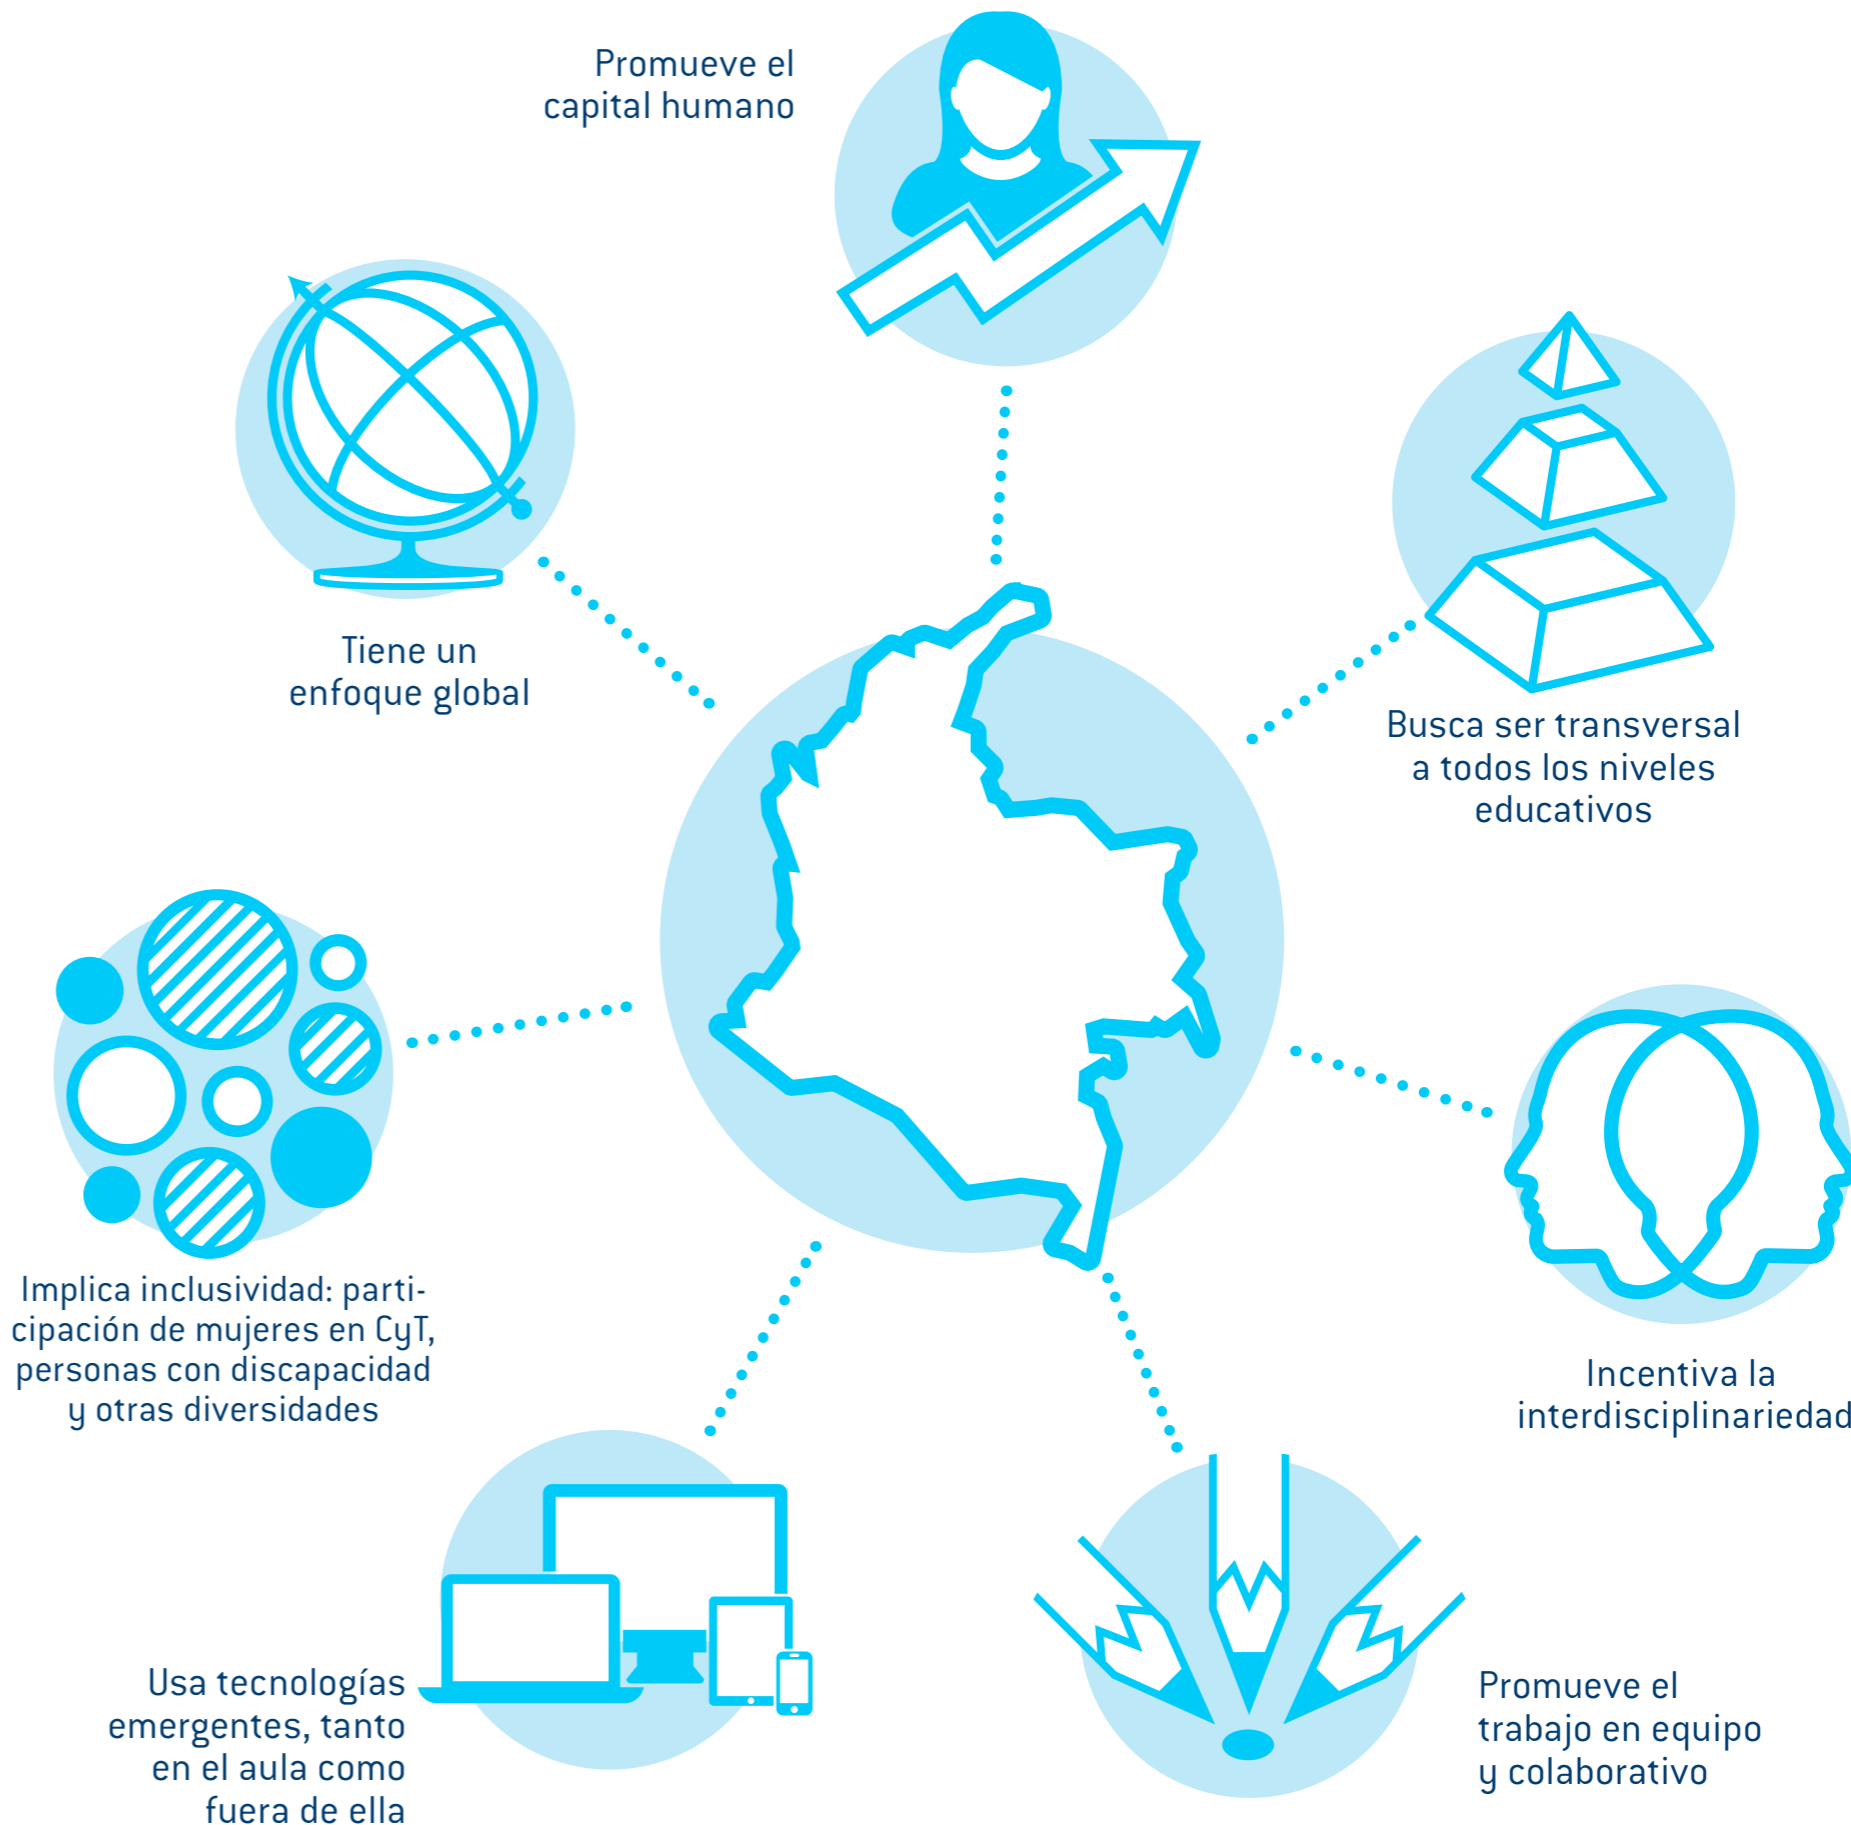 Promueve el
capital humano
Tiene un
enfoque global
Busca ser transversal
a todos los niveles
educativos
Implica inclusividad: parti-
cipación de mujeres en CyT,
personas con discapacidad
y otras diversidades
Incentiva la
interdisciplinariedad
Usa tecnologías
emergentes, tanto
en el aula como
fuera de ella
Promueve el
trabajo en equipo
y colaborativo